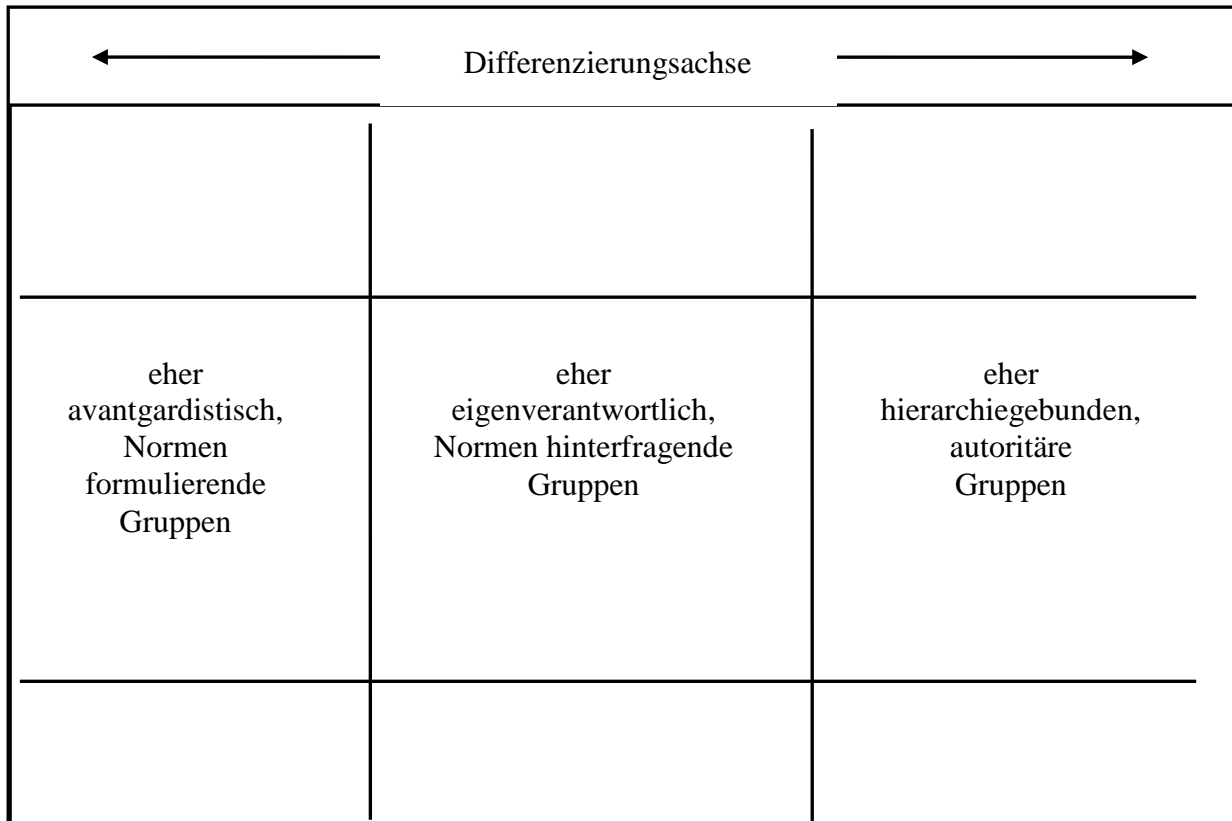 Differenzierungsachse
eher
avantgardistisch,
Normen
formulierende
Gruppen
eher
eigenverantwortlich,
Normen hinterfragende
Gruppen
eher
hierarchiegebunden,
autoritäre
Gruppen